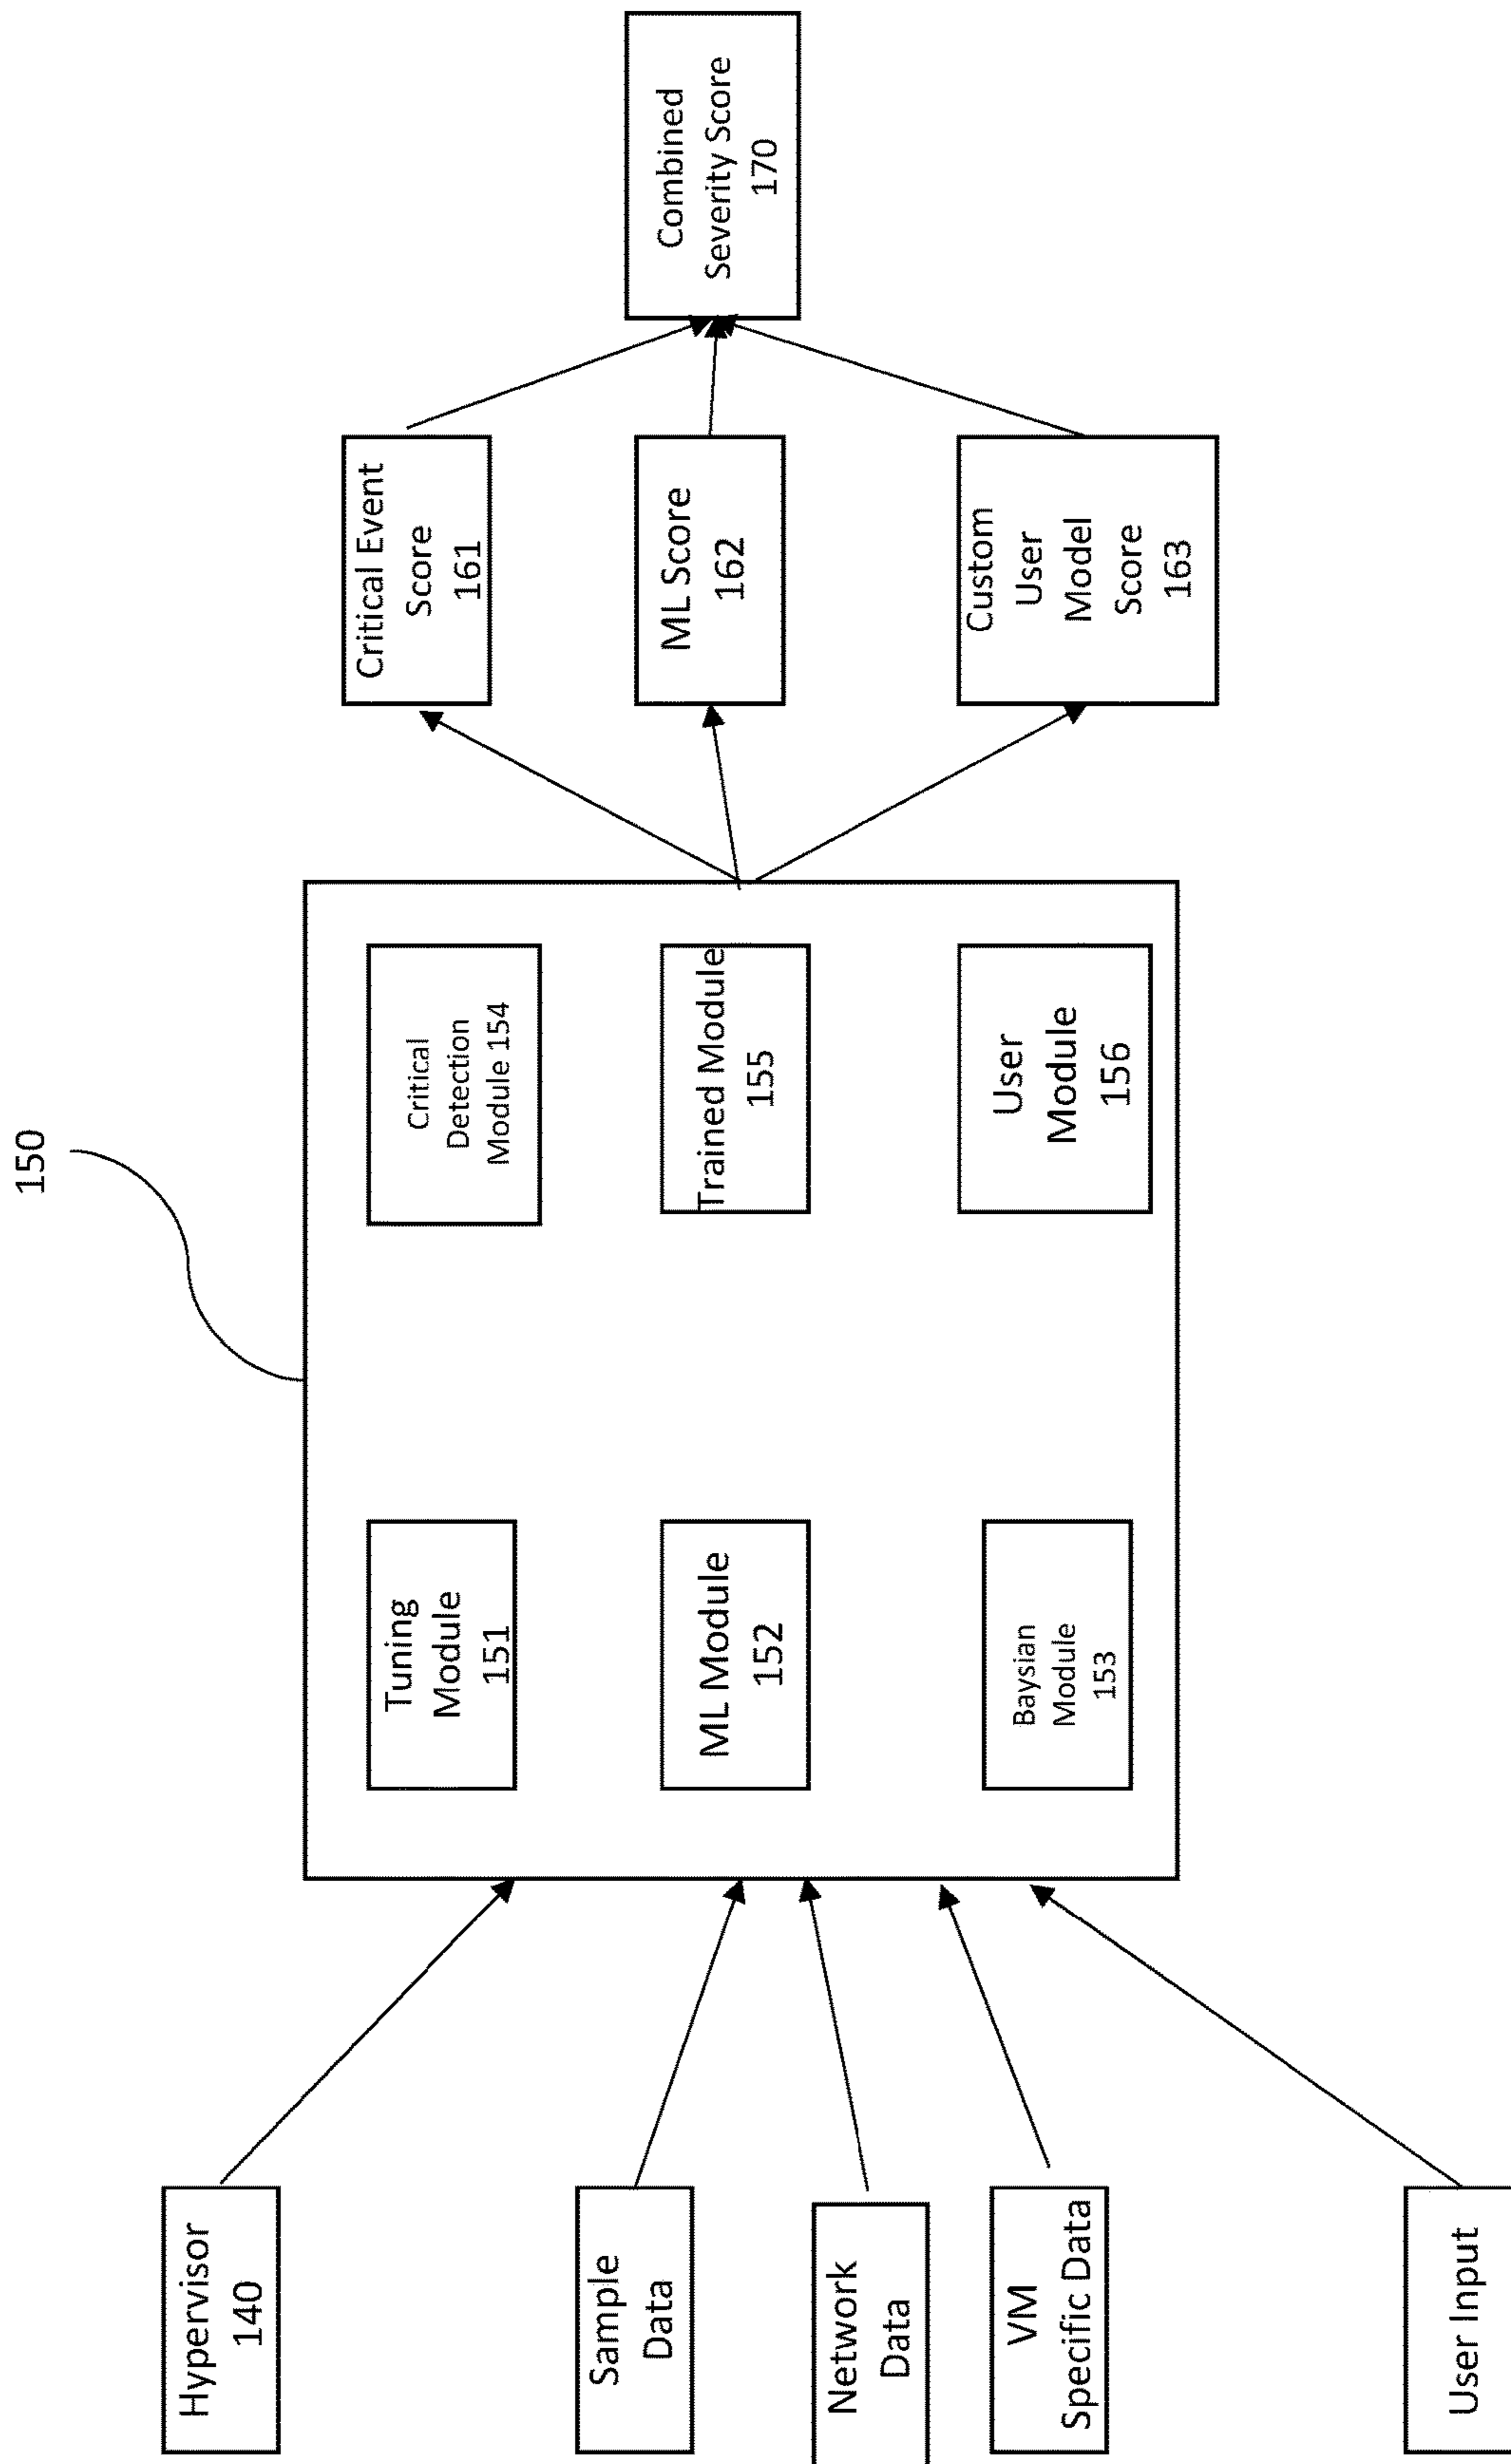 150
Hypervisor
140
Sample
Data
Network
Data
VM
Specific Data
User Input
Tuning
Module
151
ML Module
152
Baysian
Module
153
Critical
Detection
Module 154
Trained Module
155
User
Module
156
Critical Event
Score
161
ML Score
162
Custom
User
Model
Score
163
Combined
Severity Score
170